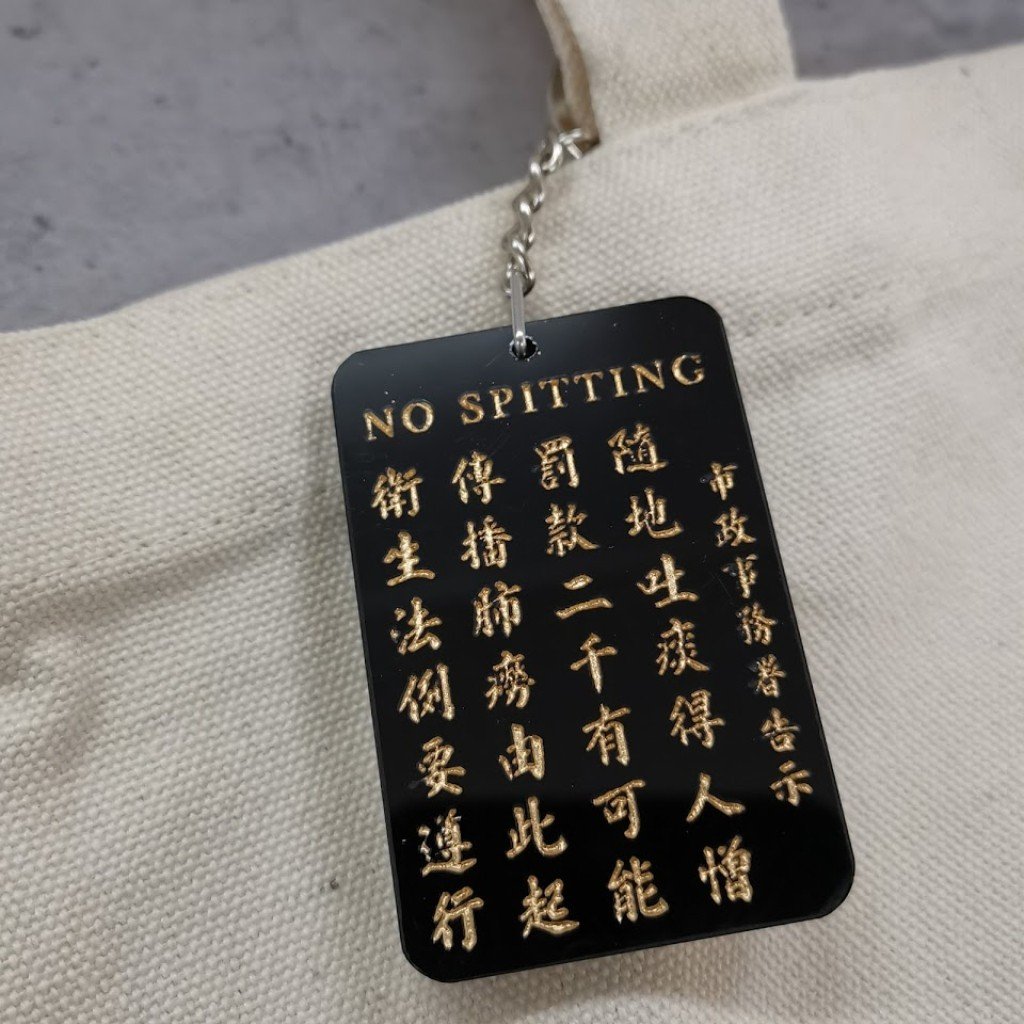 NO SPITTING
市政事務署告示
隨地吐痰得人憎
罰款二千有可能
傳播肺癆由此起
衛生法例要遵行